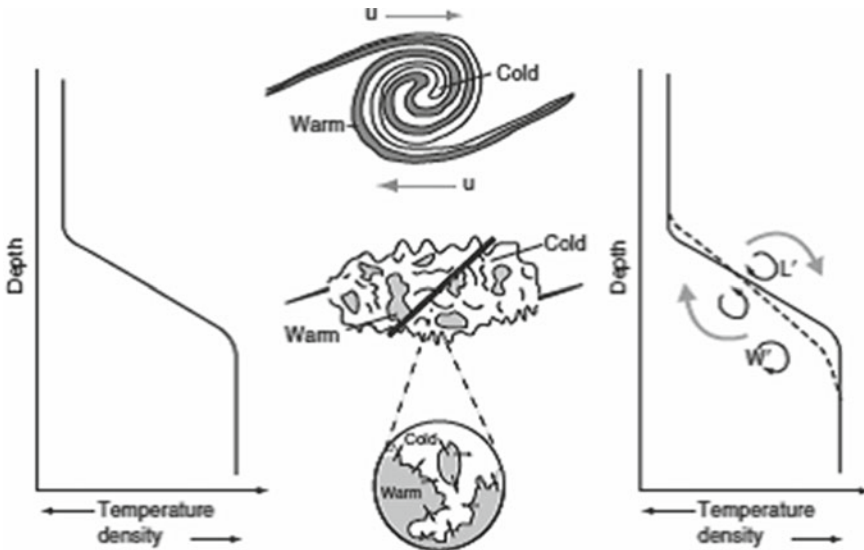 u
Cold
Warm
u
Depth
Temperature
density
Cold
Warm
Cold
Warm
Depth
L'
W'
Temperature
density